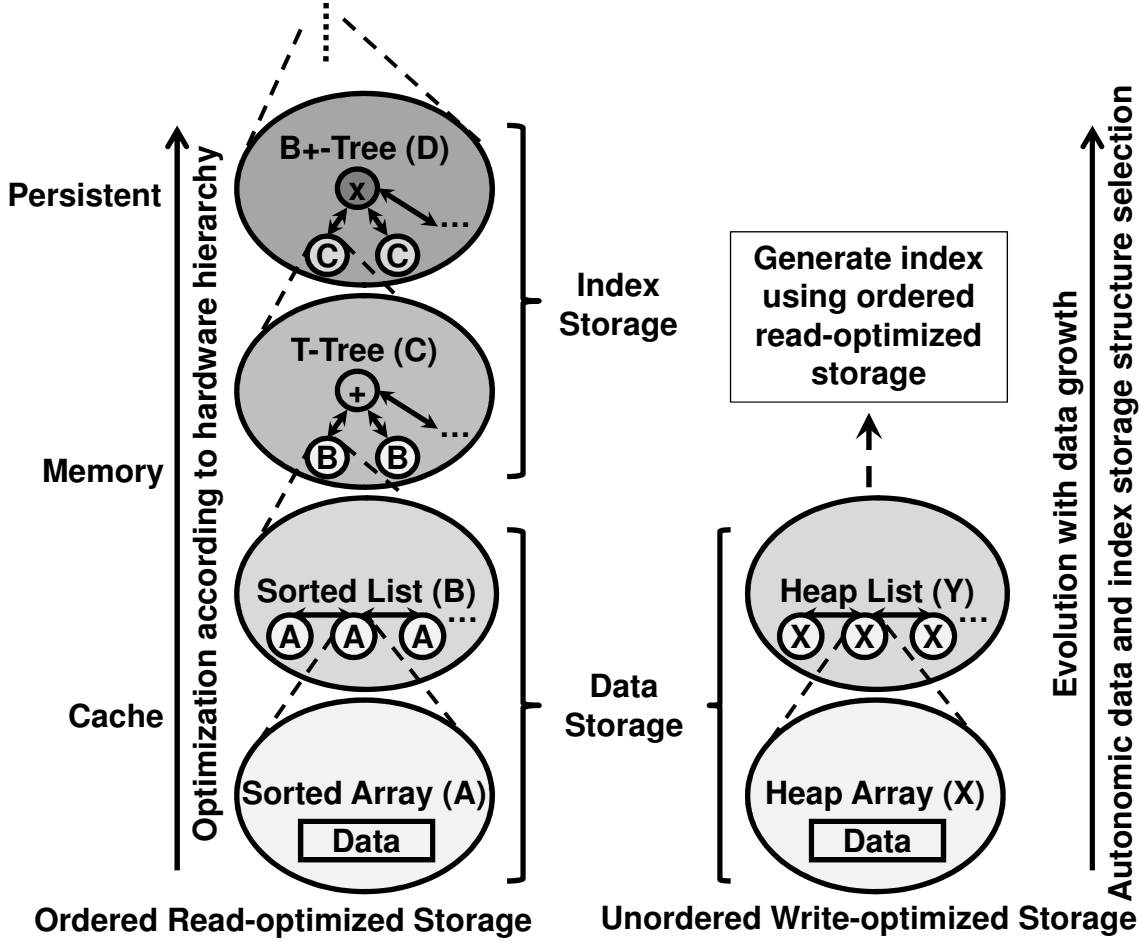 B+-Tree (D)
x
...
C C
Persistent
Optimization according to hardware hierarchy
T-Tree (C)
+
...
B B
Index
Storage
Memory
Sorted List (B)
...
A A A
Cache
Sorted Array (A)
Data
Data
Storage
Ordered Read-optimized Storage
Generate index
using ordered
read-optimized
storage
Heap List (Y)
...
X X X
Heap Array (X)
Data
Unordered Write-optimized Storage
Evolution with data growth
Autonomic data and index storage structure selection